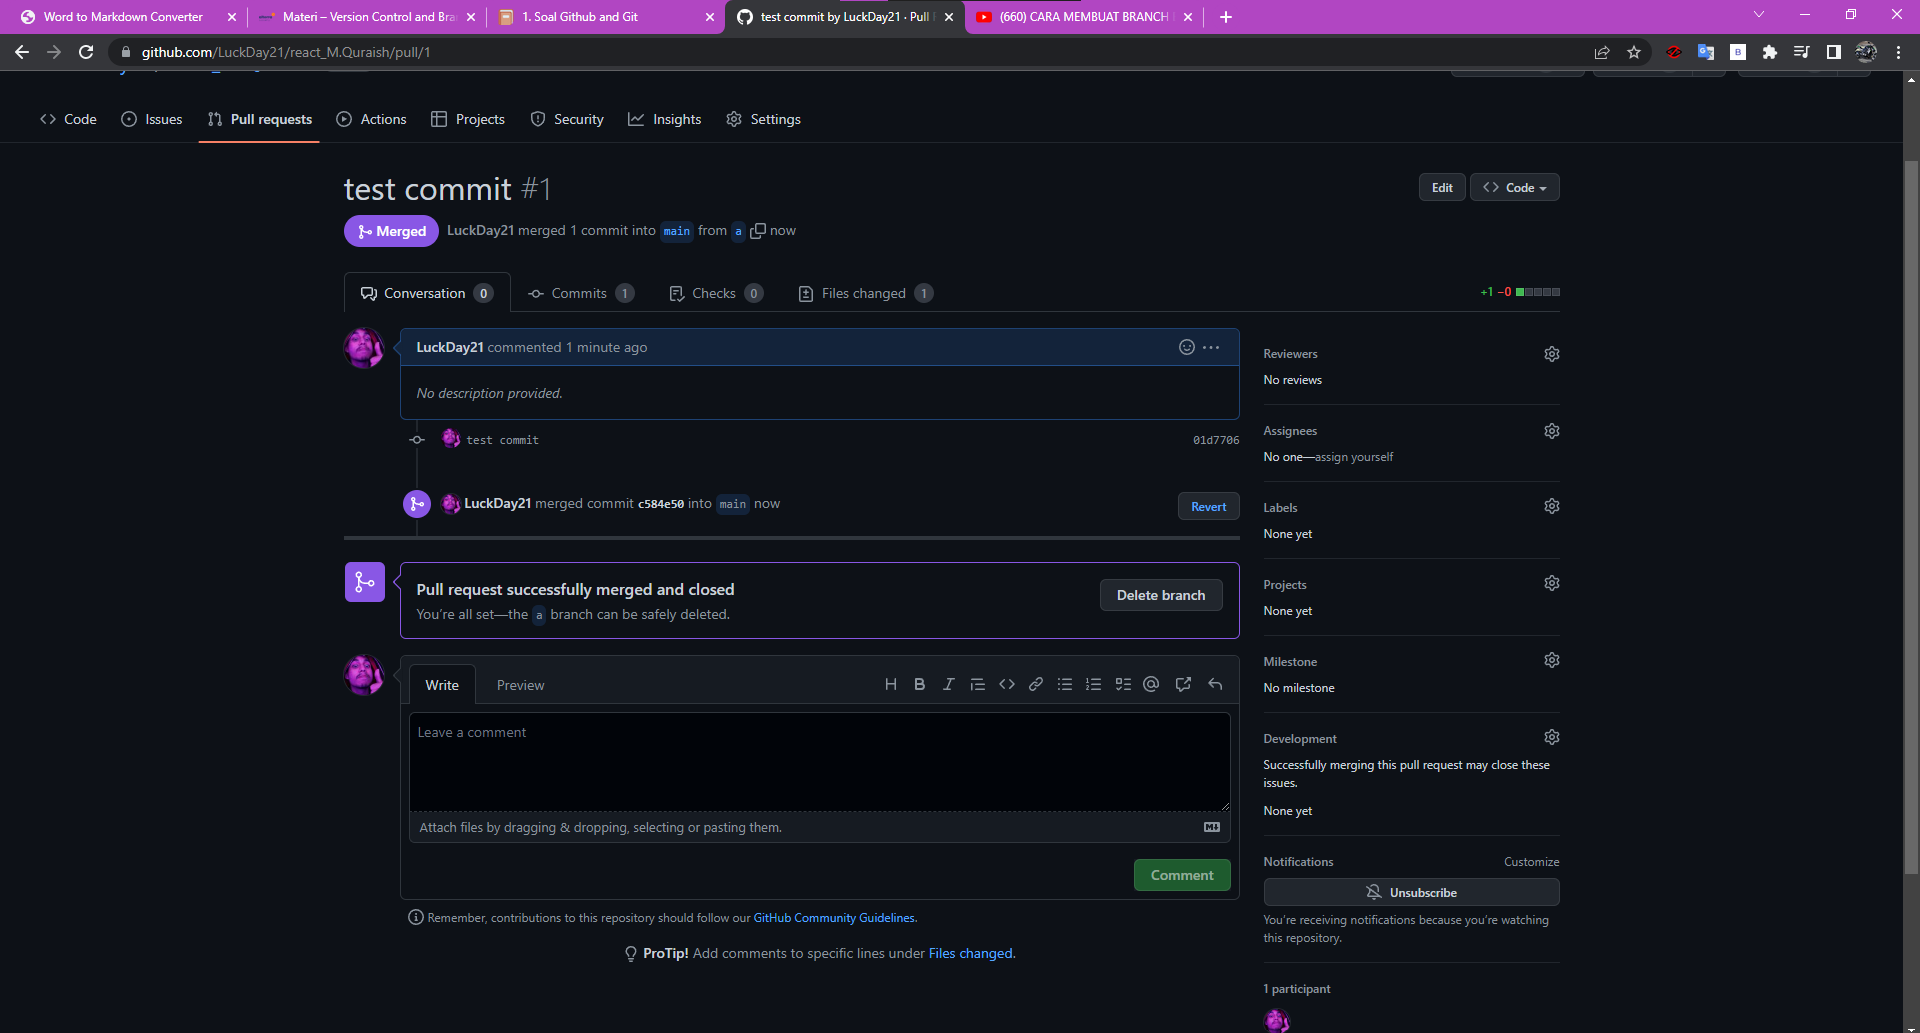 Word to Markdown Converter
Materi – Version Control and Bra
1. Soal Github and Git
test commit by LuckDay21 · Pull
(660) CARA MEMBUAT BRANCH
github.com/LuckDay21/react_M.Quraish/pull/1
Code
Issues
Pull requests
Actions
Projects
Security
Insights
Settings
test commit #1
Edit
Code
Merged
LuckDay21 merged 1 commit into main from a now
Conversation 0
Commits 1
Checks 0
Files changed 1
+1 −0
LuckDay21 commented 1 minute ago
No description provided.
test commit
01d7706
LuckDay21 merged commit c584e50 into main now
Revert
Pull request successfully merged and closed
You’re all set—the a branch can be safely deleted.
Delete branch
Write
Preview
Leave a comment
Attach files by dragging & dropping, selecting or pasting them.
Comment
Remember, contributions to this repository should follow our GitHub Community Guidelines.
ProTip! Add comments to specific lines under Files changed.
Reviewers
No reviews
Assignees
No one—assign yourself
Labels
None yet
Projects
None yet
Milestone
No milestone
Development
Successfully merging this pull request may close these
issues.
None yet
Notifications
Customize
Unsubscribe
You’re receiving notifications because you’re watching
this repository.
1 participant